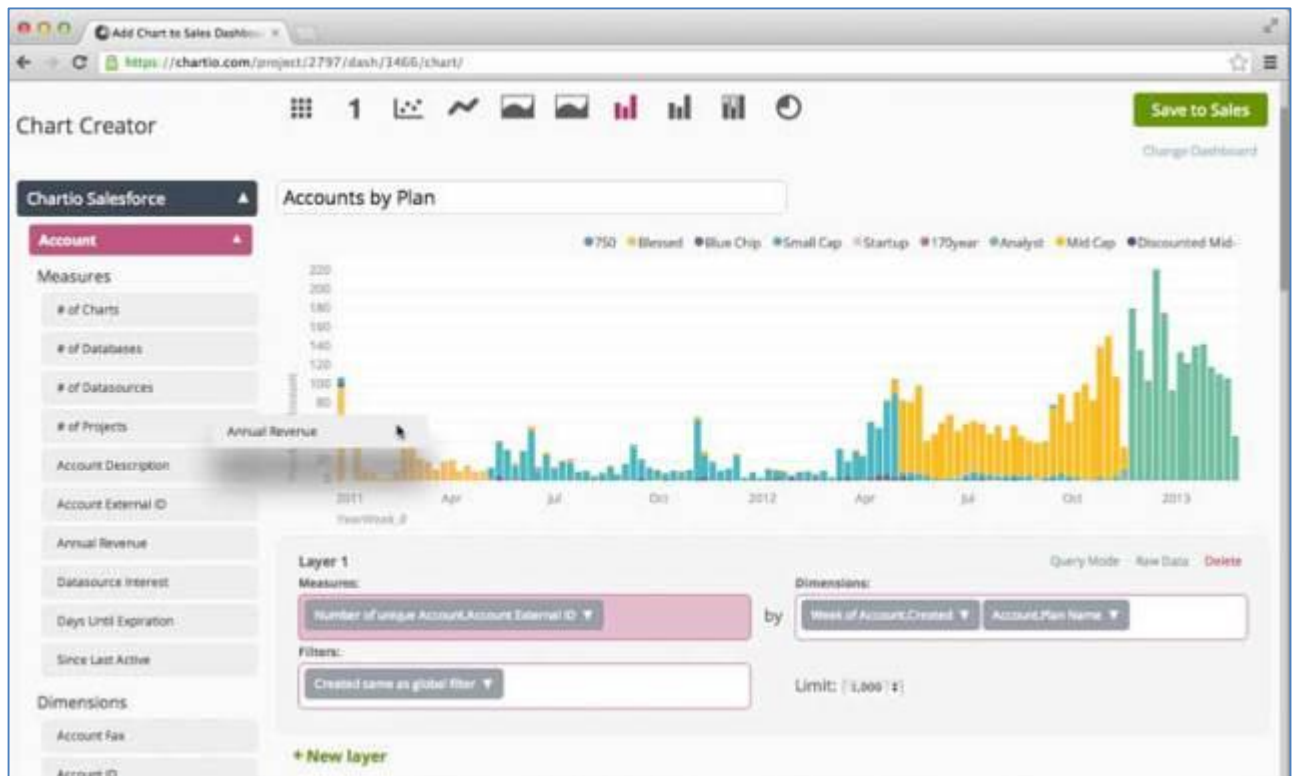 Add Chart to Sales Dashbo
https://chartio.com/project/2797/dash/3466/chart/
Chart Creator
1
Save to Sales
Change Dashboard
Chartio Salesforce
Accounts by Plan
Account
750 Blessed Blue Chip Small Cap Startup 170year Analyst Mid Cap Discounted Mid-
Measures
# of Charts
# of Databases
# of Datasources
# of Projects
Annual Revenue
Account Description
Account External ID
Annual Revenue
Datasource Interest
Days Until Expiration
Since Last Active
Dimensions
Account Fax
Account ID
220
200
180
160
140
120
100
80
2011 Apr Jul Oct 2012 Apr Jul Oct 2013
Layer 1
Query Mode Raw Data Delete
Measures:
Dimensions:
Number of unique Account.Account External ID
by
Week of Account.Created
Account.Plan Name
Filters:
Created same as global filter
Limit: 1,000
+ New layer